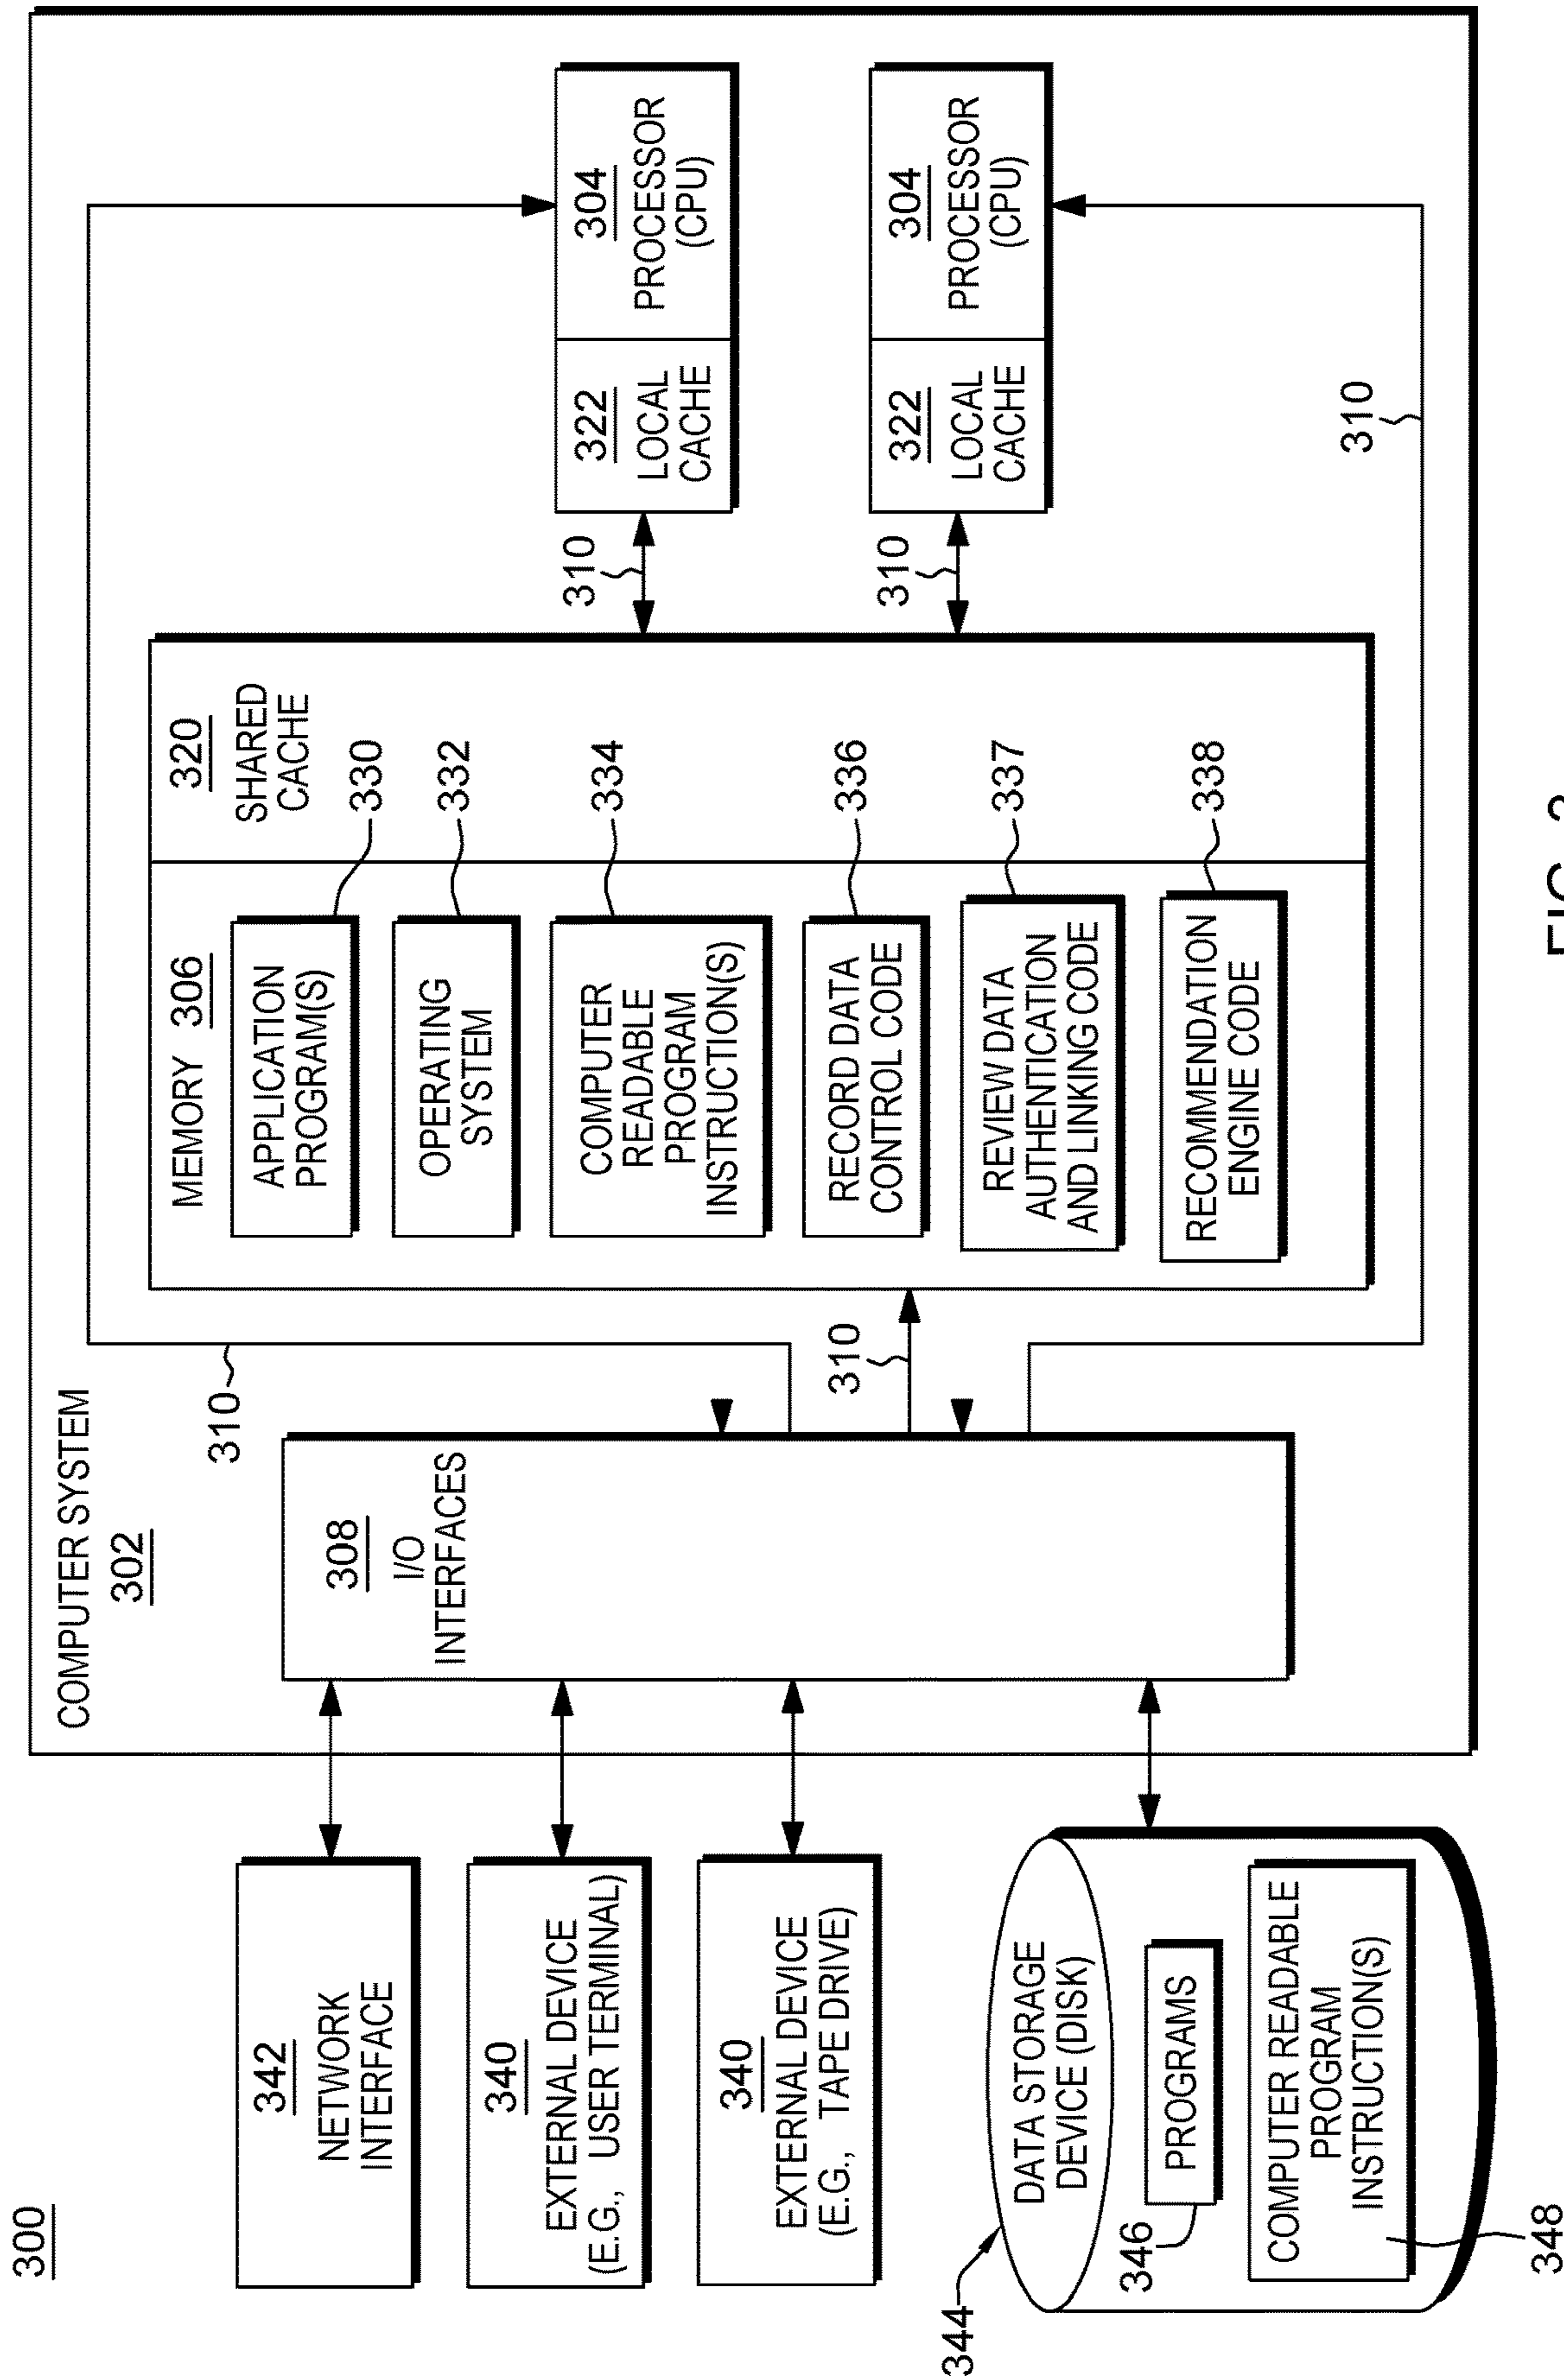 300
COMPUTER SYSTEM
302
342
NETWORK
INTERFACE
340
EXTERNAL DEVICE
(E.G., USER TERMINAL)
340
EXTERNAL DEVICE
(E.G., TAPE DRIVE)
344
DATA STORAGE
DEVICE (DISK)
346
PROGRAMS
COMPUTER READABLE
PROGRAM
INSTRUCTION(S)
348
308
I/O
INTERFACES
310
310
310
MEMORY 306
APPLICATION
PROGRAM(S)
330
OPERATING
SYSTEM
332
COMPUTER
READABLE
PROGRAM
INSTRUCTION(S)
334
RECORD DATA
CONTROL CODE
336
REVIEW DATA
AUTHENTICATION
AND LINKING CODE
337
RECOMMENDATION
ENGINE CODE
338
320
SHARED
CACHE
310
322
LOCAL
CACHE
304
PROCESSOR
(CPU)
310
322
LOCAL
CACHE
304
PROCESSOR
(CPU)
FIG.